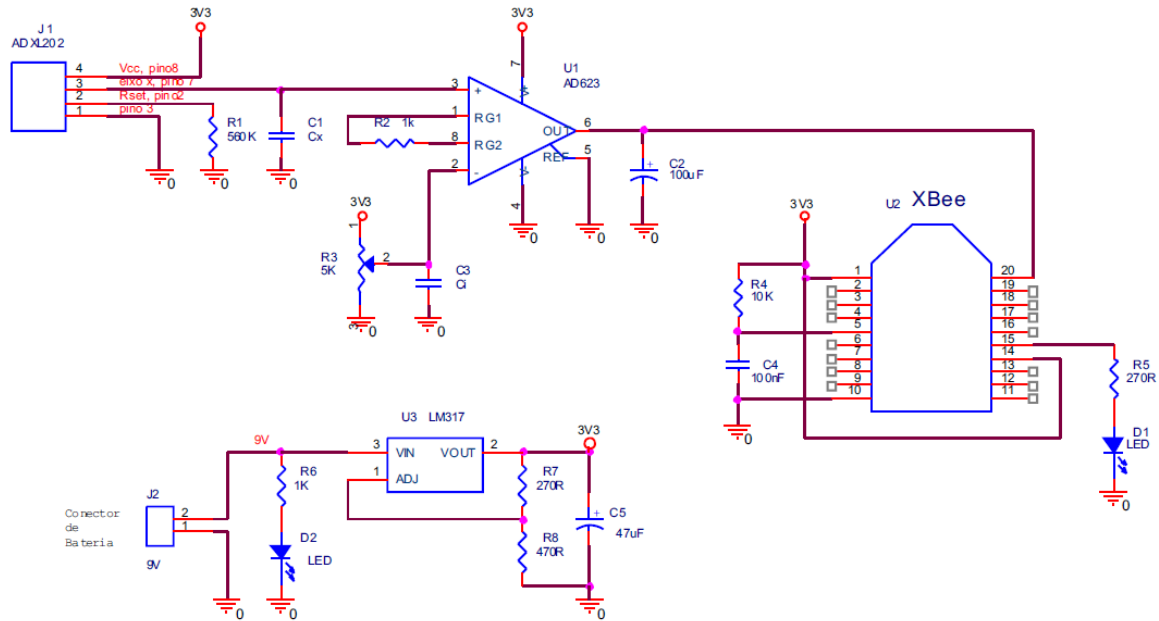 J1
ADXL202
3V3
4
Vcc, pino8
3
eixo x, pino 7
2
Rset, pino2
1
pino 3
R1
560K
0
C1
Cx
0
0
3V3
7
U1
AD623
3
+
V+
1
RG1
R2 1k
8
RG2
2
-
OUT
6
REF
5
V-
4
0
0
C2
100uF
0
3V3
1
R3
5K
2
3
0
C3
Ci
0
3V3
U2 XBee
R4
10K
C4
100nF
0
1
2
3
4
5
6
7
8
9
10
20
19
18
17
16
15
14
13
12
11
R5
270R
D1
LED
0
U3 LM317
9V
3
VIN
VOUT
2
1
ADJ
3V3
R6
1K
R7
270R
C5
47uF
R8
470R
D2
LED
0
0
J2
Conector
de
Bateria
2
1
9V
0